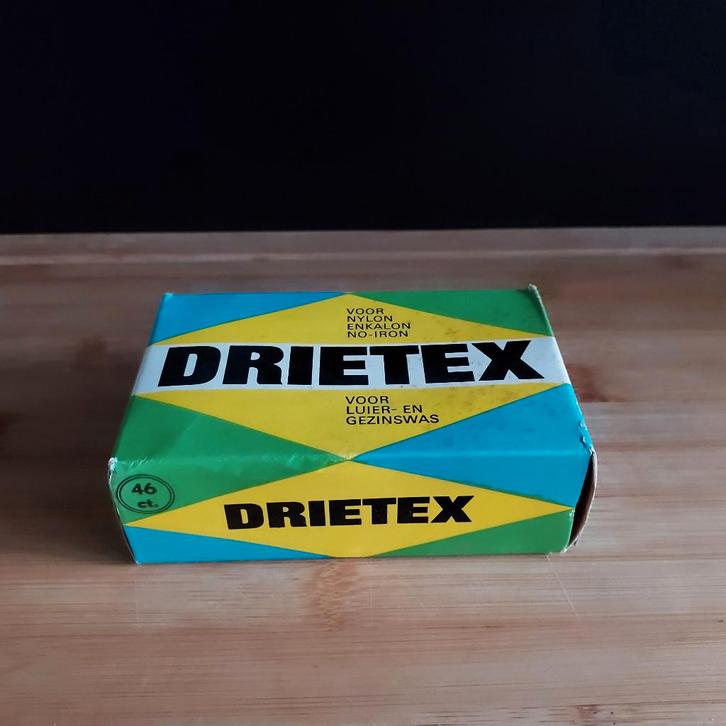 VOOR
NYLON
ENKALON
NO-IRON
DRIETEX
VOOR
LUIER- EN
GEZINSWAS
46
ct.
DRIETEX